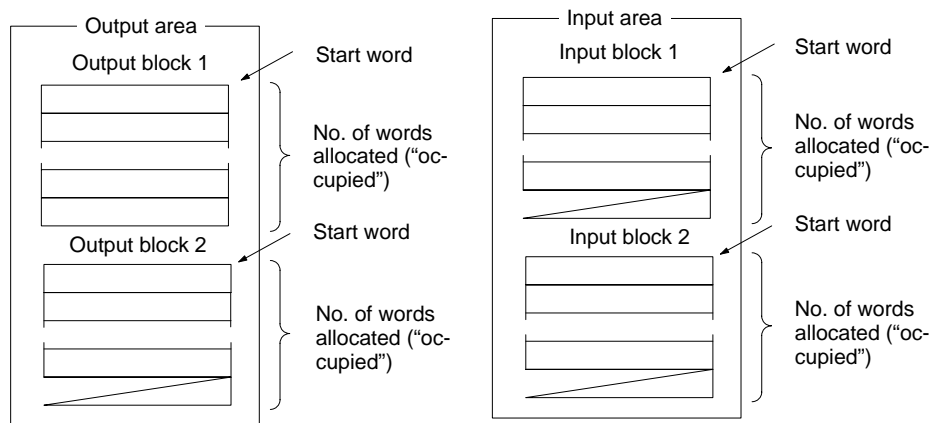 Output area
Output block 1
Start word
No. of words
allocated (“oc-
cupied”)
Output block 2
Start word
No. of words
allocated (“oc-
cupied”)
Input area
Input block 1
Start word
No. of words
allocated (“oc-
cupied”)
Input block 2
Start word
No. of words
allocated (“oc-
cupied”)